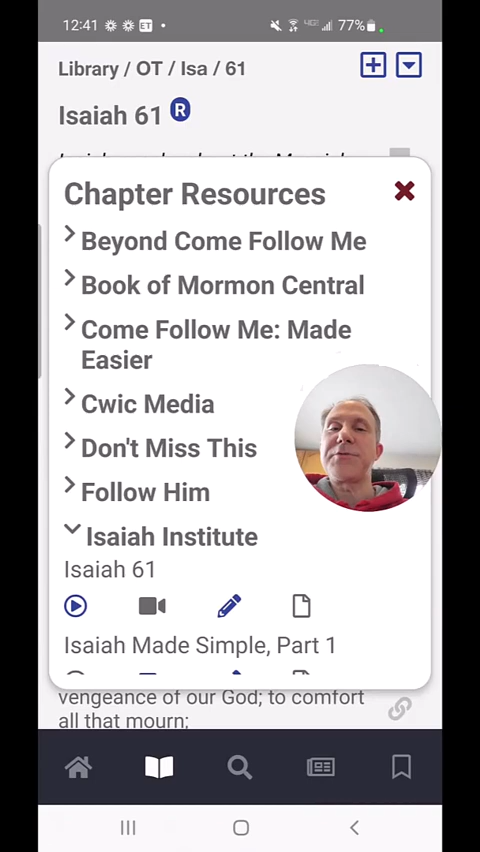 12:41 ET 77%
Library / OT / Isa / 61
Isaiah 61 R
Chapter Resources
Beyond Come Follow Me
Book of Mormon Central
Come Follow Me: Made
Easier
Cwic Media
Don't Miss This
Follow Him
Isaiah Institute
Isaiah 61
Isaiah Made Simple, Part 1
vengeance of our God; to comfort
all that mourn;